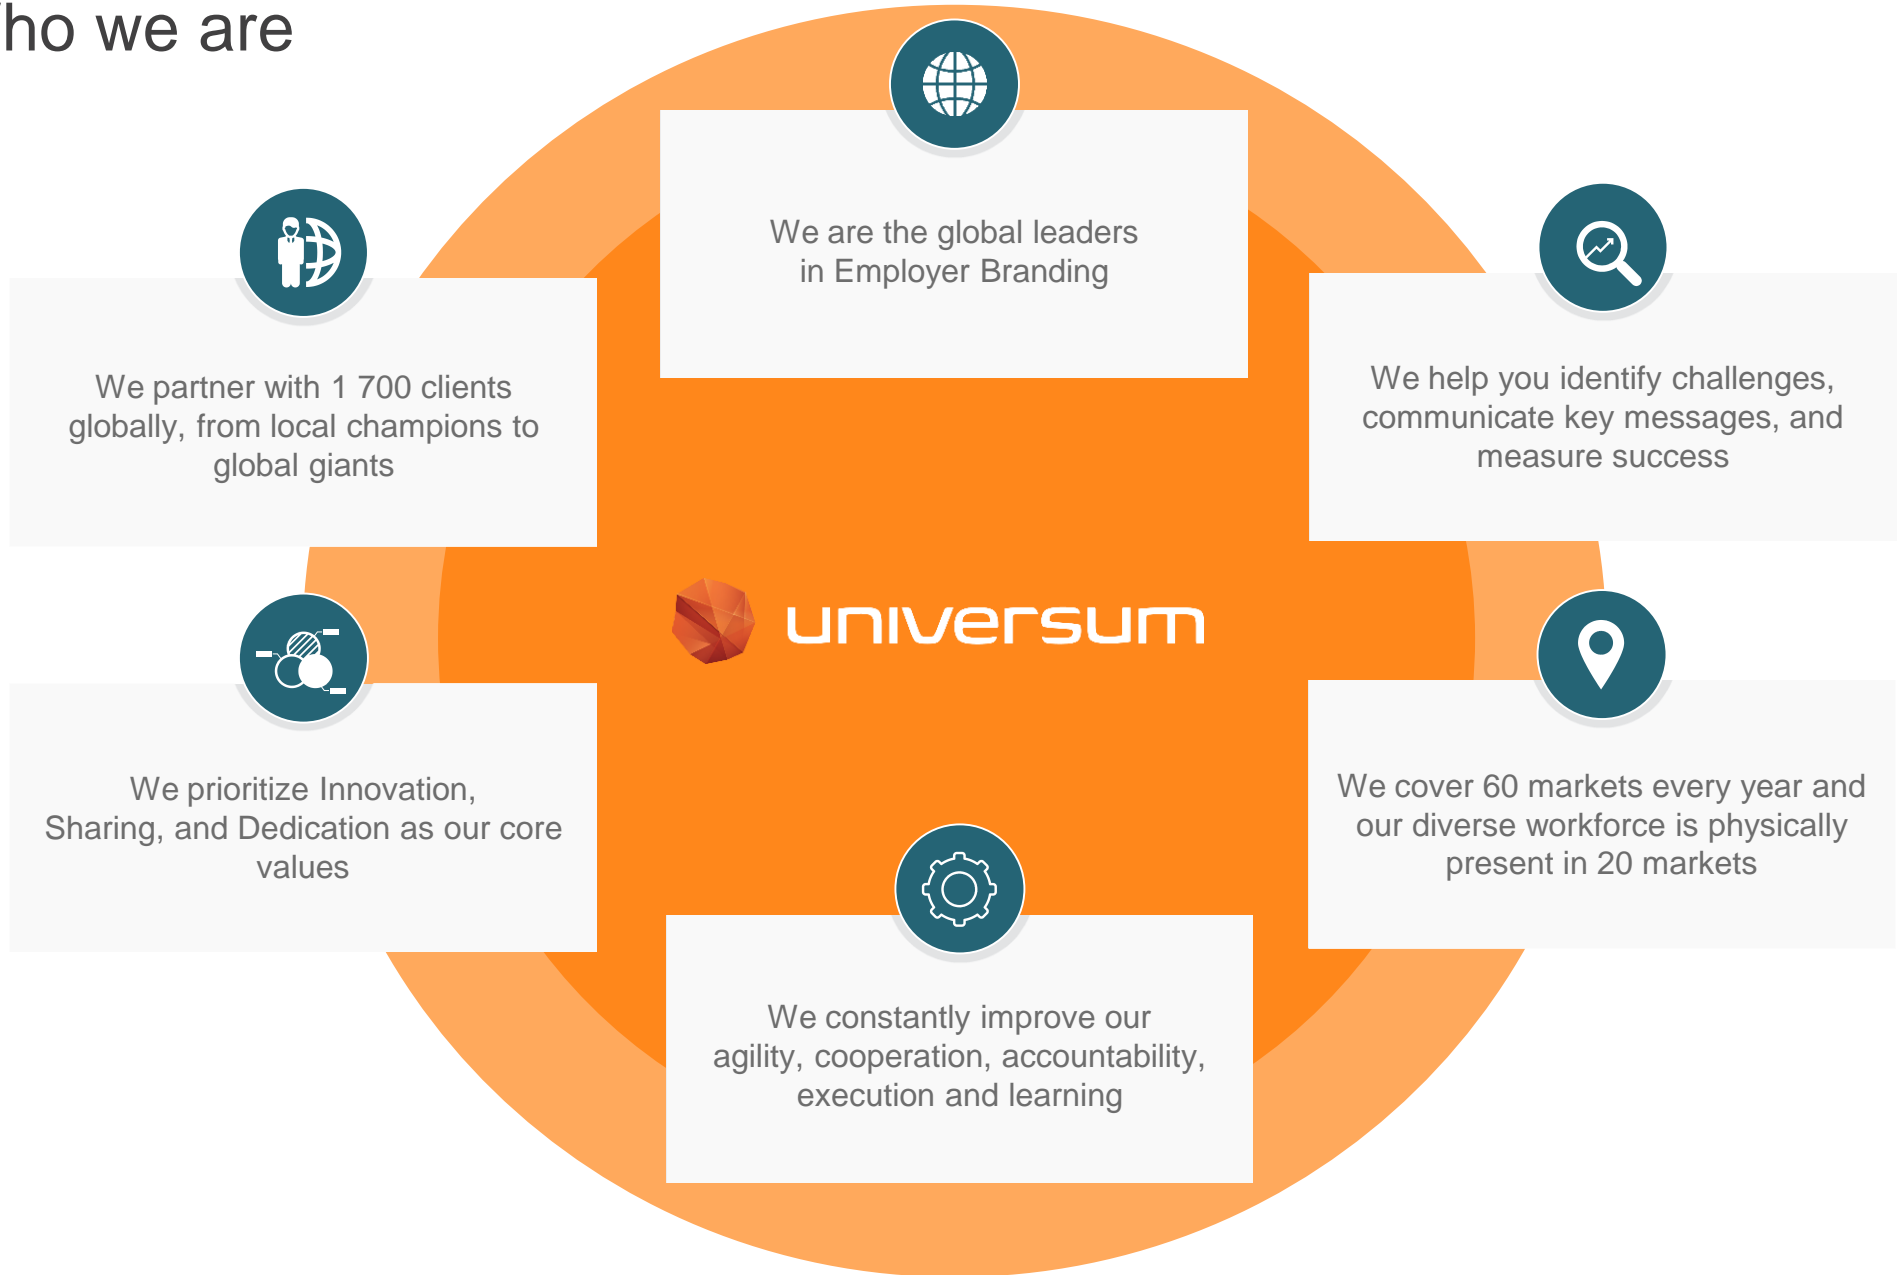 ho we are
We are the global leaders
in Employer Branding
We partner with 1 700 clients
globally, from local champions to
global giants
We help you identify challenges,
communicate key messages, and
measure success
universum
We prioritize Innovation,
Sharing, and Dedication as our core
values
We cover 60 markets every year and
our diverse workforce is physically
present in 20 markets
We constantly improve our
agility, cooperation, accountability,
execution and learning